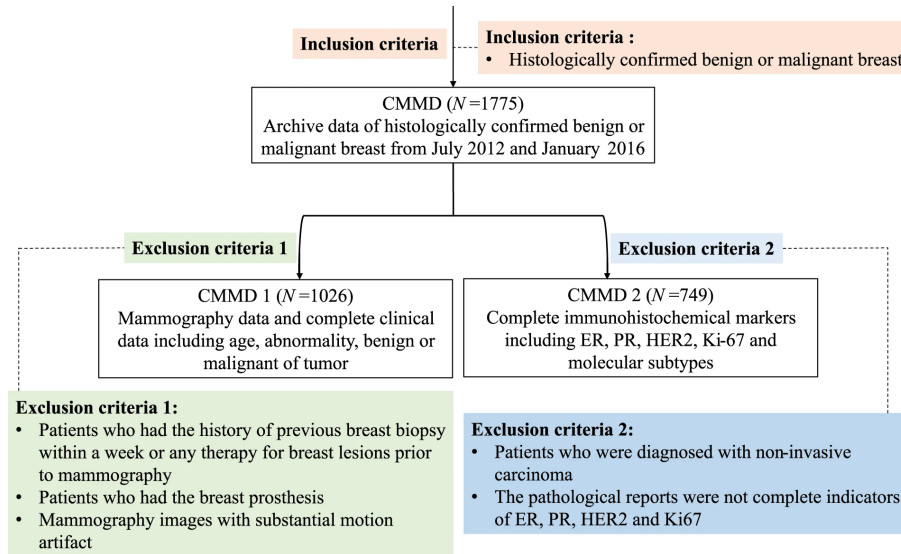 Inclusion criteria
Inclusion criteria :
• Histologically confirmed benign or malignant breast
CMMD (N =1775)
Archive data of histologically confirmed benign or
malignant breast from July 2012 and January 2016
Exclusion criteria 1
Exclusion criteria 2
CMMD 1 (N =1026)
Mammography data and complete clinical
data including age, abnormality, benign or
malignant of tumor
CMMD 2 (N =749)
Complete immunohistochemical markers
including ER, PR, HER2, Ki-67 and
molecular subtypes
Exclusion criteria 1:
• Patients who had the history of previous breast biopsy
within a week or any therapy for breast lesions prior
to mammography
• Patients who had the breast prosthesis
• Mammography images with substantial motion
artifact
Exclusion criteria 2:
• Patients who were diagnosed with non-invasive
carcinoma
• The pathological reports were not complete indicators
of ER, PR, HER2 and Ki67